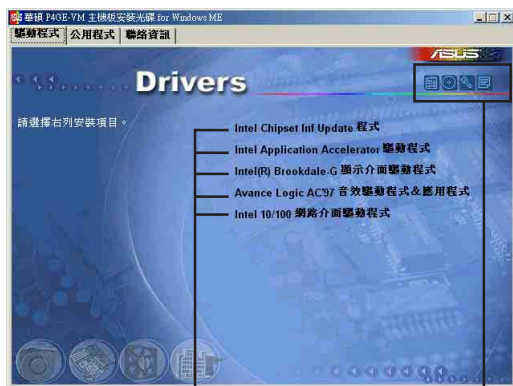 華碩 P4GE-VM 主機板安裝光碟 for Windows ME
驅動程式 公用程式 聯絡資訊
ASUS
Drivers
請選擇右列安裝項目。
Intel Chipset Inf Update 程式
Intel Application Accelerator 驅動程式
Intel(R) Brookdale-G 顯示介面驅動程式
Avance Logic AC'97 音效驅動程式&應用程式
Intel 10/100 網路介面驅動程式